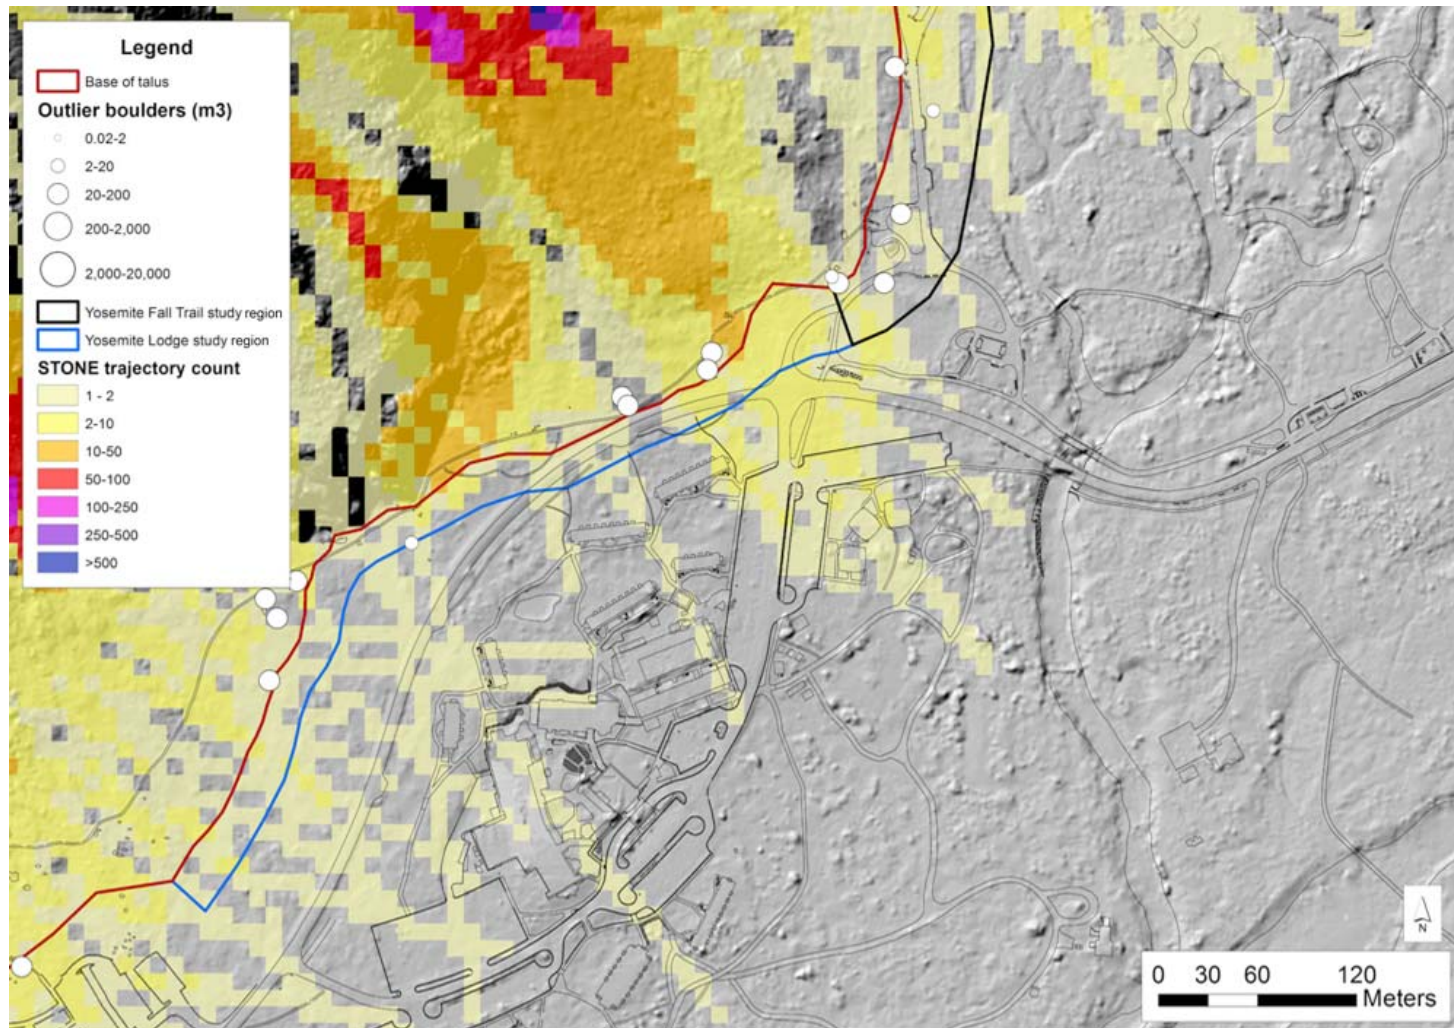 Legend
Base of talus
Outlier boulders (m3)
0.02-2
2-20
20-200
200-2,000
2,000-20,000
Yosemite Fall Trail study region
Yosemite Lodge study region
STONE trajectory count
1 - 2
2-10
10-50
50-100
100-250
250-500
>500
N
0 30 60 120
Meters